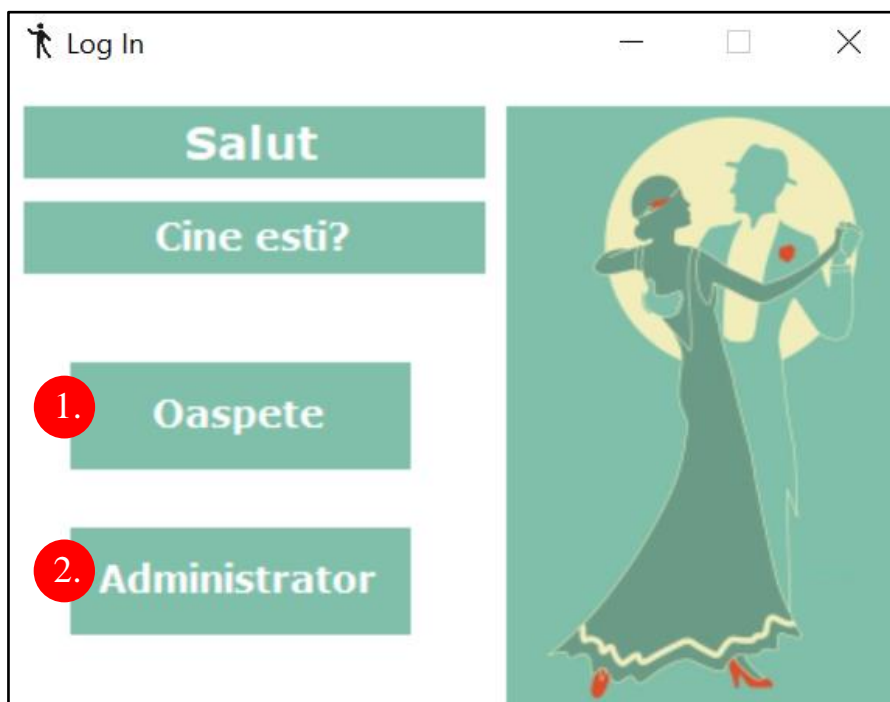 Log In
Salut
Cine esti?
1.
Oaspete
2.
Administrator